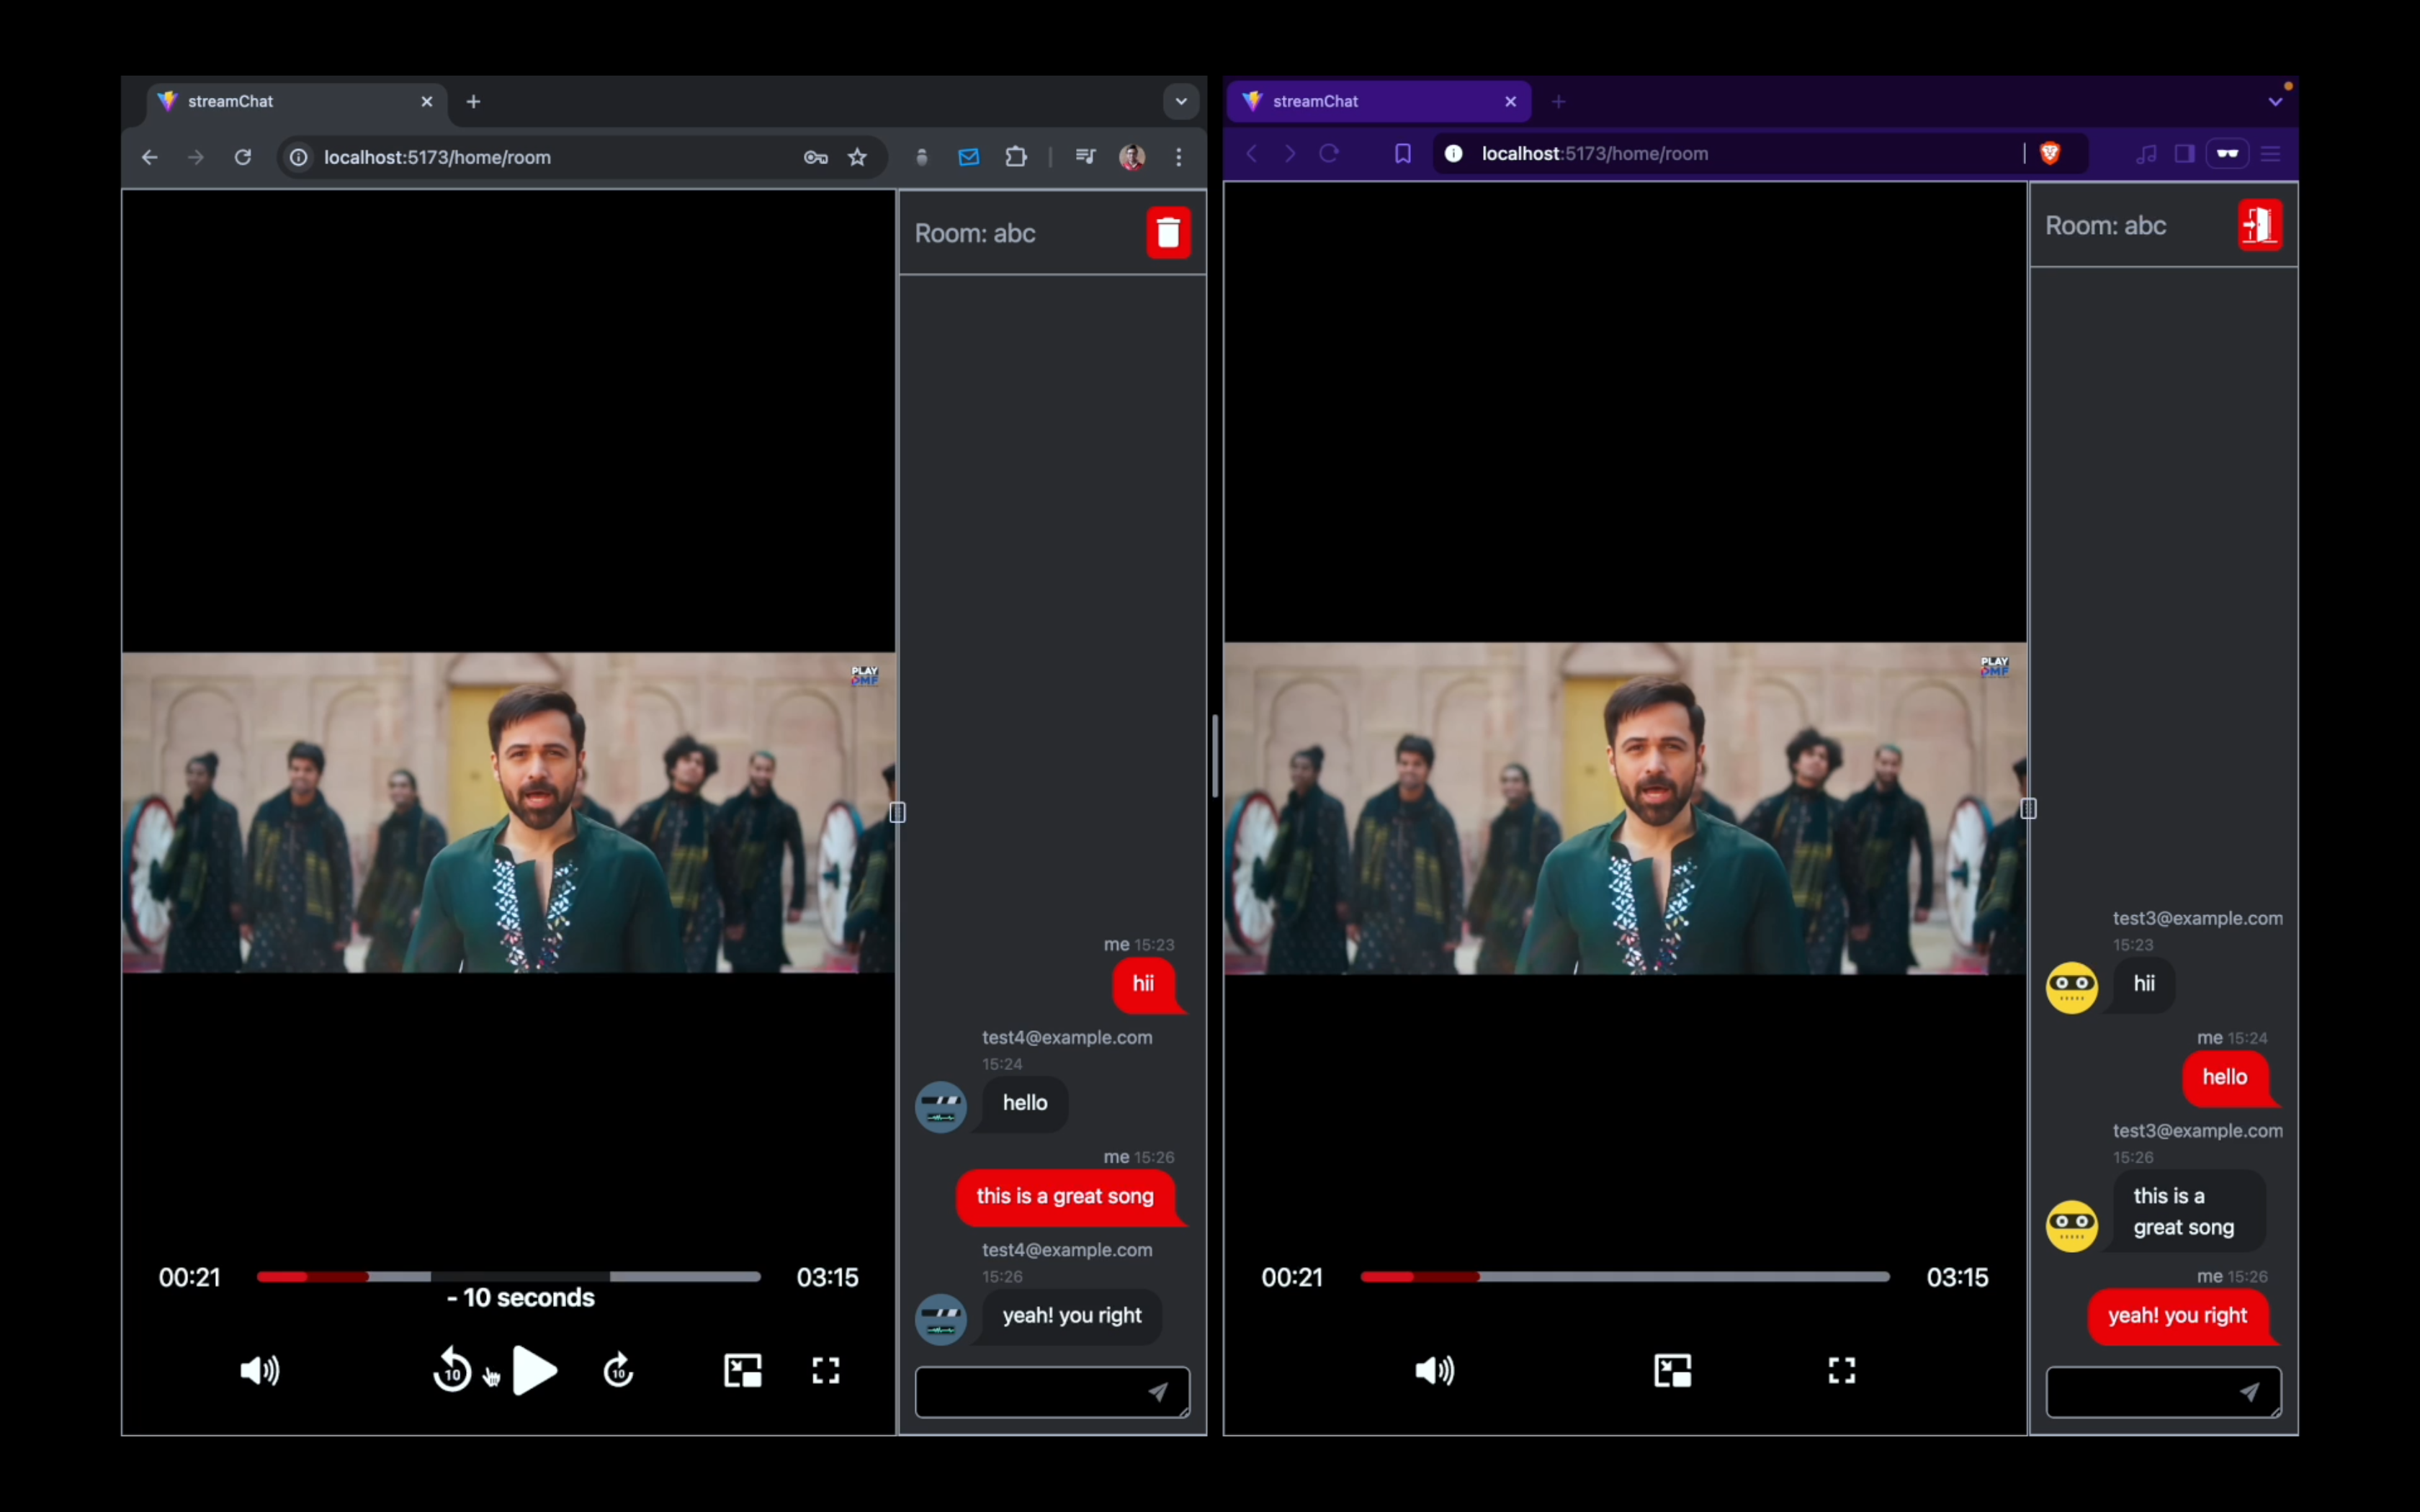 streamChat
localhost:5173/home/room
Room: abc
PLAY
DMF
me 15:23
hii
test4@example.com
15:24
hello
me 15:26
this is a great song
test4@example.com
15:26
yeah! you right
00:21
03:15
- 10 seconds
10
10
streamChat
localhost:5173/home/room
Room: abc
PLAY
DMF
test3@example.com
15:23
hii
me 15:24
hello
test3@example.com
15:26
this is a
great song
me 15:26
yeah! you right
00:21
03:15